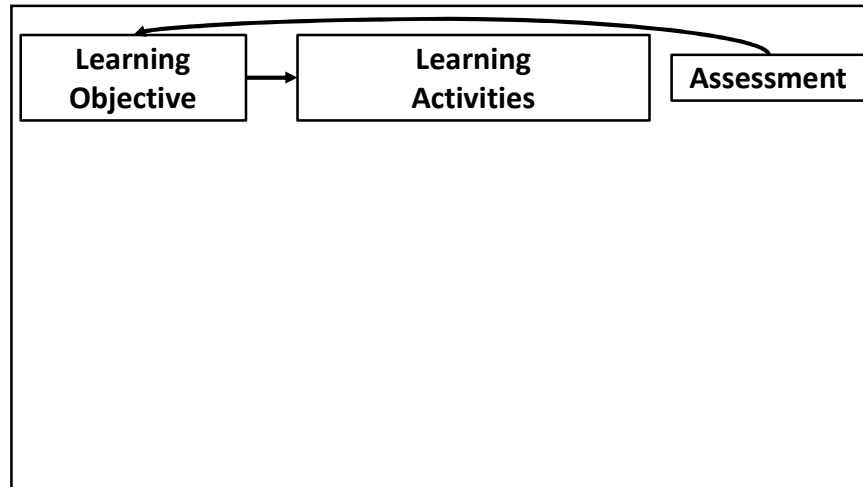 Learning
Objective
Learning
Activities
Assessment